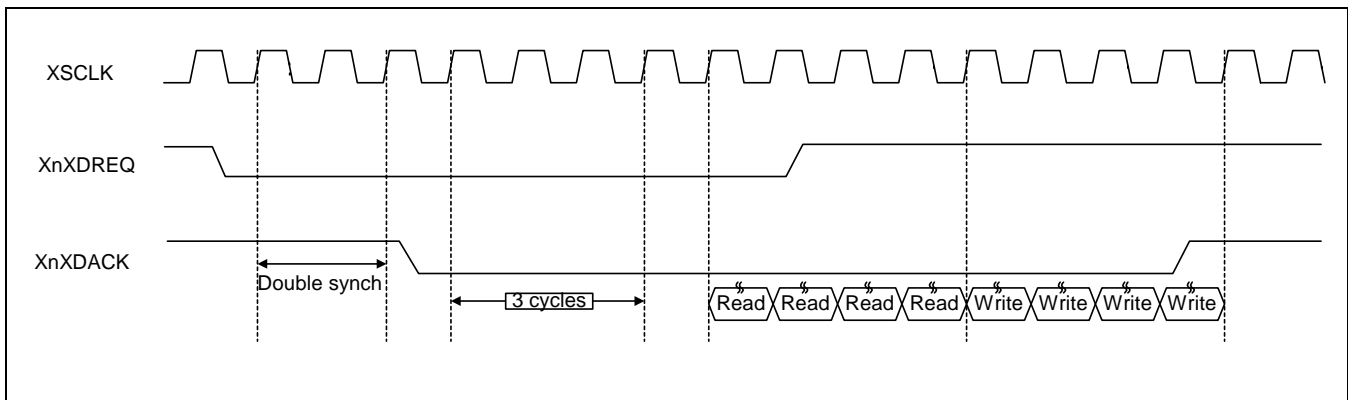 XSCLK
XnXDREQ
XnXDACK
Double synch
3 cycles
Read Read Read Read Write Write Write Write